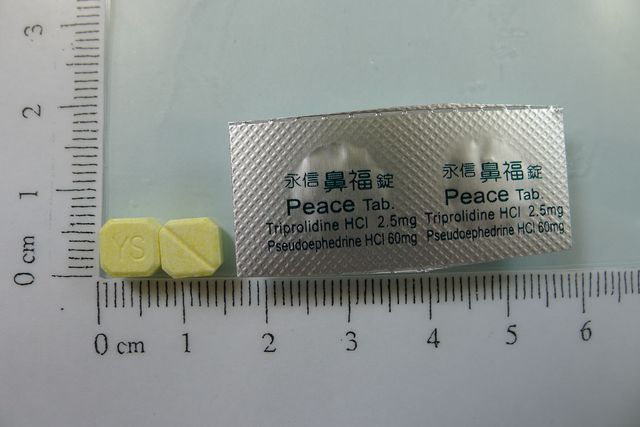 3
2
1
0 cm
YS
永信鼻福錠
Peace Tab.
Triprolidine HCl 2.5mg
Pseudoephedrine HCl 60mg
永信鼻福錠
Peace Tab.
Triprolidine HCl 2.5mg
Pseudoephedrine HCl 60mg
0 cm 1 2 3 4 5 6